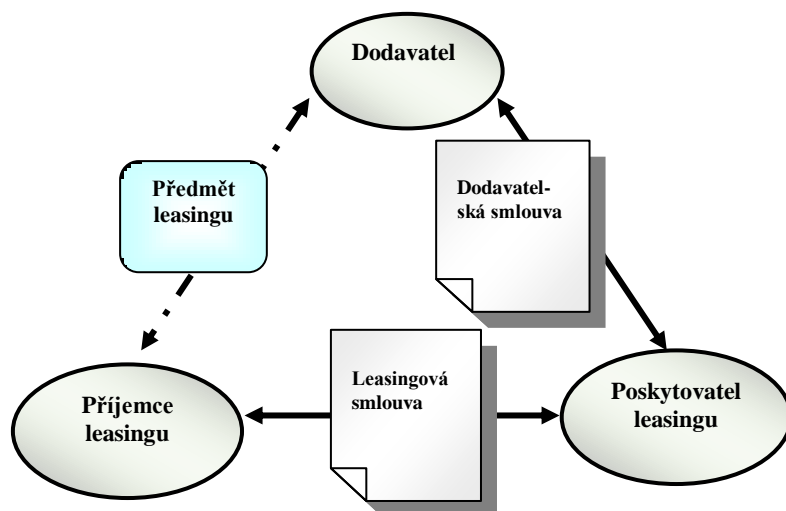 Dodavatel
Předmět
leasingu
Dodavatel-
ská smlouva
Příjemce
leasingu
Leasingová
smlouva
Poskytovatel
leasingu